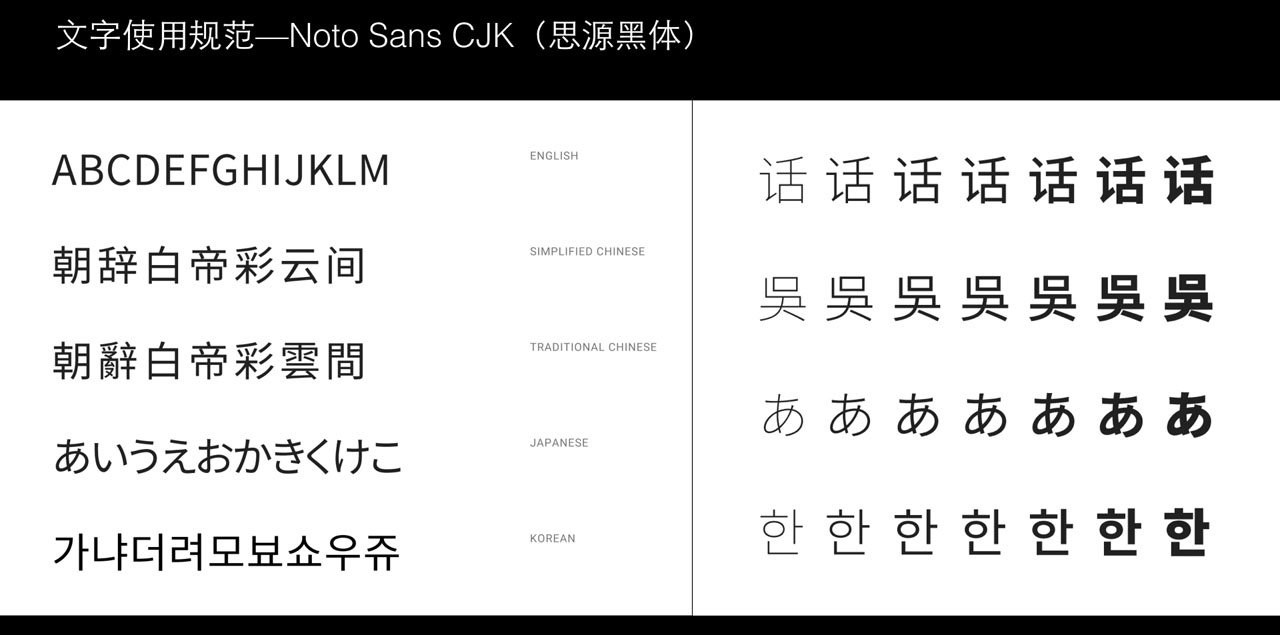 文字使用规范—Noto Sans CJK（思源黑体）
ABCDEFGHIJKLM
ENGLISH
朝辞白帝彩云间
SIMPLIFIED CHINESE
朝辭白帝彩雲間
TRADITIONAL CHINESE
あいうえおかきくけこ
JAPANESE
가냐더려모뵤쇼우쥬
KOREAN
话 话 话 话 话 话 话
吳 吳 吳 吳 吳 吳 吳
あ あ あ あ あ あ あ
한 한 한 한 한 한 한